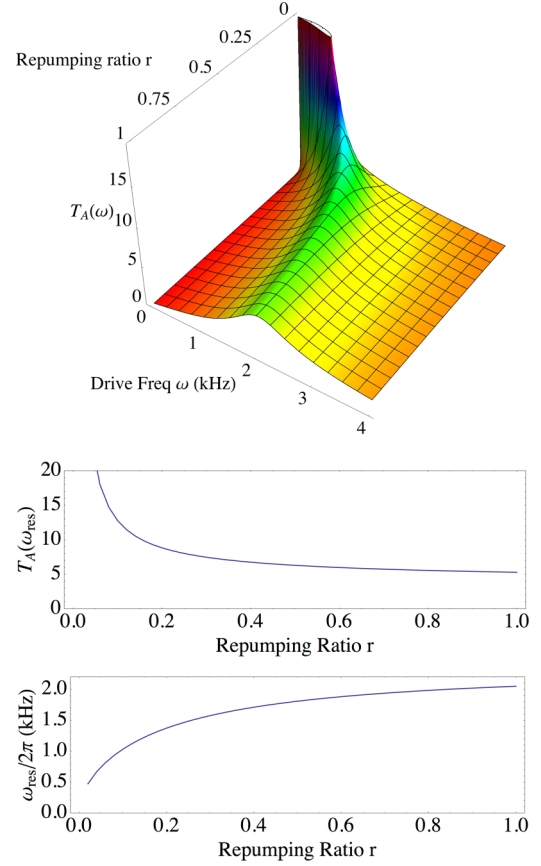 0
0.25
Repumping ratio r
0.5
0.75
1
15
T_A(ω)
10
5
0
0
1
2
Drive Freq ω (kHz)
3
4
20
15
10
5
0
T_A(ω_res)
0.0 0.2 0.4 0.6 0.8 1.0
Repumping Ratio r
2.0
1.5
1.0
0.5
0.0
ω_res/2π (kHz)
0.0 0.2 0.4 0.6 0.8 1.0
Repumping Ratio r